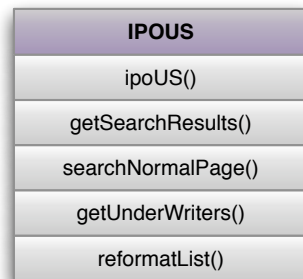 IPOUS
ipoUS()
getSearchResults()
searchNormalPage()
getUnderWriters()
reformatList()